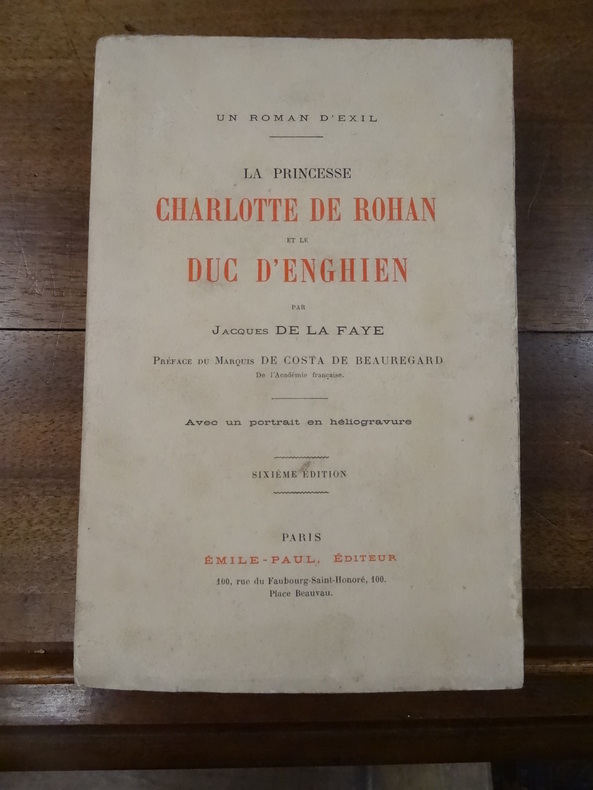 UN ROMAN D'EXIL
LA PRINCESSE
CHARLOTTE DE ROHAN
ET LE
DUC D'ENGHIEN
PAR
JACQUES DE LA FAYE
PRÉFACE DU MARQUIS DE COSTA DE BEAUREGARD
De l'Académie française.
Avec un portrait en héliogravure
SIXIÈME ÉDITION
PARIS
ÉMILE-PAUL, ÉDITEUR
100, rue du Faubourg-Saint-Honoré, 100.
Place Beauvau.